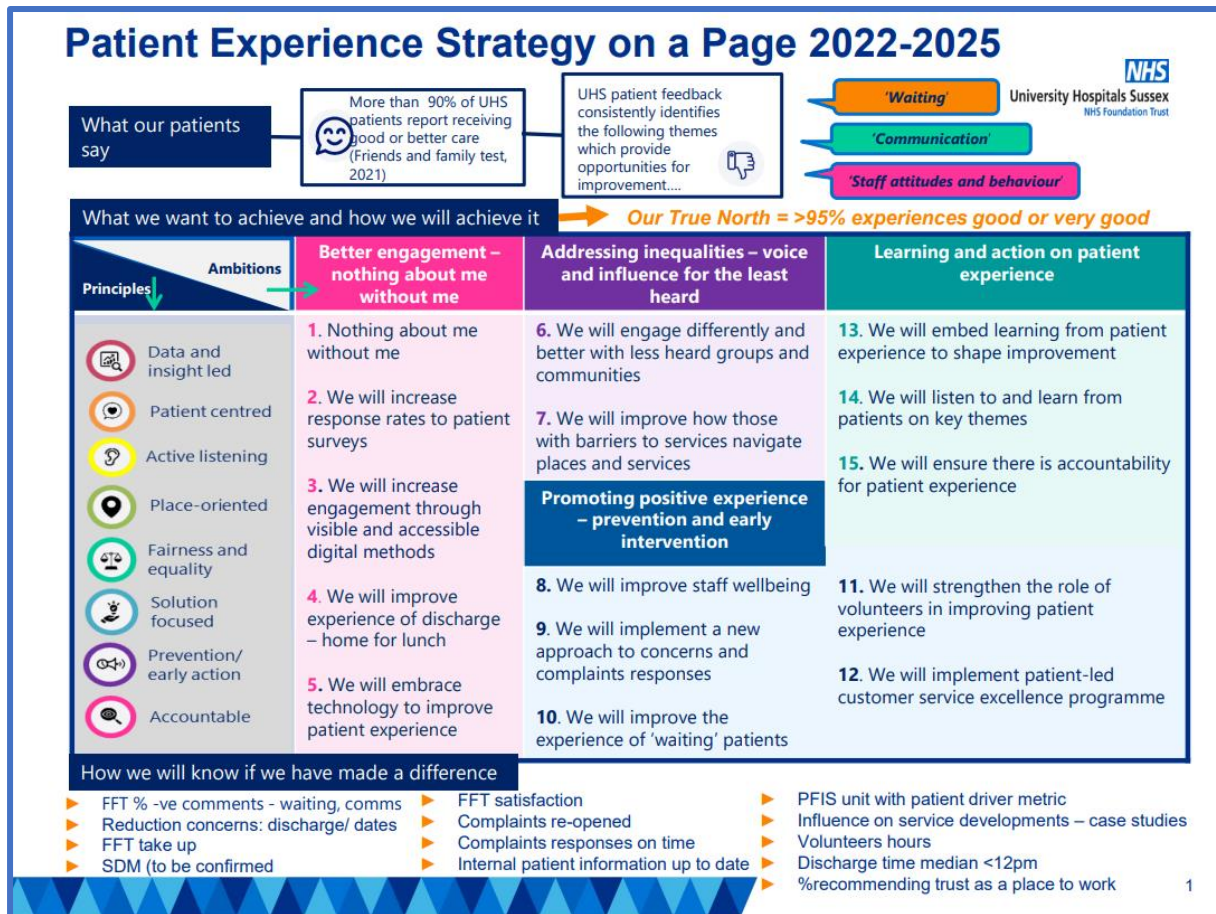 Patient Experience Strategy on a Page 2022-2025
NHS
University Hospitals Sussex
NHS Foundation Trust
What our patients
say
More than 90% of UHS
patients report receiving
good or better care
(Friends and family test,
2021)
UHS patient feedback
consistently identifies
the following themes
which provide
opportunities for
improvement....
'Waiting'
'Communication'
'Staff attitudes and behaviour'
What we want to achieve and how we will achieve it
Our True North = >95% experiences good or very good
Ambitions
Principles
Better engagement –
nothing about me
without me
Addressing inequalities – voice
and influence for the least
heard
Learning and action on patient
experience
Data and
insight led
Patient centred
Active listening
Place-oriented
Fairness and
equality
Solution
focused
Prevention/
early action
Accountable
1. Nothing about me
without me
2. We will increase
response rates to patient
surveys
3. We will increase
engagement through
visible and accessible
digital methods
4. We will improve
experience of discharge
– home for lunch
5. We will embrace
technology to improve
patient experience
6. We will engage differently and
better with less heard groups and
communities
7. We will improve how those
with barriers to services navigate
places and services
Promoting positive experience
– prevention and early
intervention
8. We will improve staff wellbeing
9. We will implement a new
approach to concerns and
complaints responses
10. We will improve the
experience of 'waiting' patients
13. We will embed learning from patient
experience to shape improvement
14. We will listen to and learn from
patients on key themes
15. We will ensure there is accountability
for patient experience
11. We will strengthen the role of
volunteers in improving patient
experience
12. We will implement patient-led
customer service excellence programme
How we will know if we have made a difference
FFT % -ve comments - waiting, comms
Reduction concerns: discharge/ dates
FFT take up
SDM (to be confirmed
FFT satisfaction
Complaints re-opened
Complaints responses on time
Internal patient information up to date
PFIS unit with patient driver metric
Influence on service developments – case studies
Volunteers hours
Discharge time median <12pm
%recommending trust as a place to work
1